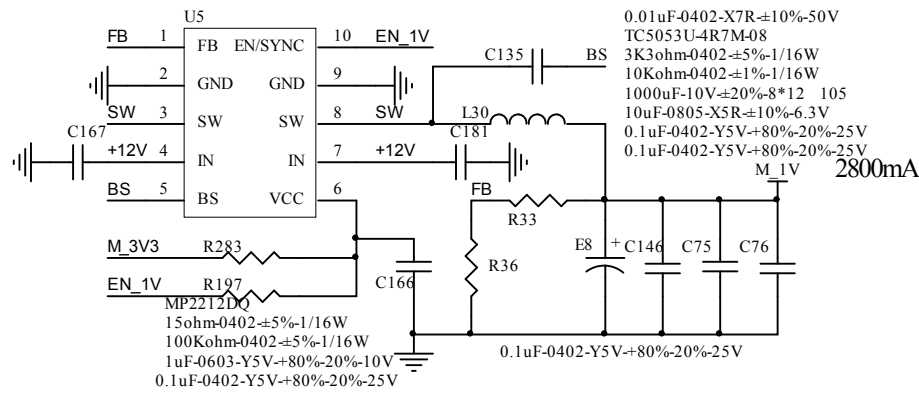 U5
FB 1 FB EN/SYNC 10 EN_1V
2 GND GND 9
SW 3 SW SW 8 SW
C167 +12V 4 IN IN 7 +12V C181
BS 5 BS VCC 6
M_3V3 R283
EN_1V R197
C166
MP2212DQ
15ohm-0402-±5%-1/16W
100Kohm-0402-±5%-1/16W
1uF-0603-Y5V-+80%-20%-10V
0.1uF-0402-Y5V-+80%-20%-25V
C135 BS
L30
0.01uF-0402-X7R-±10%-50V
TC5053U-4R7M-08
3K3ohm-0402-±5%-1/16W
10Kohm-0402-±1%-1/16W
1000uF-10V-±20%-8*12 105
10uF-0805-X5R-±10%-6.3V
0.1uF-0402-Y5V-+80%-20%-25V
0.1uF-0402-Y5V-+80%-20%-25V
M_1V 2800mA
FB
R33
R36
E8 + C146 C75 C76
0.1uF-0402-Y5V-+80%-20%-25V